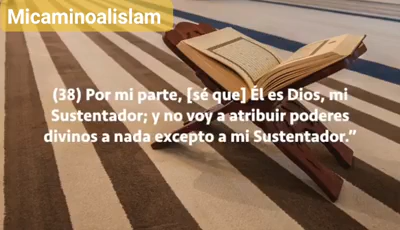 Micaminoalislam
(38) Por mi parte, [sé que] Él es Dios, mi
Sustentador; y no voy a atribuir poderes
divinos a nada excepto a mi Sustentador.”